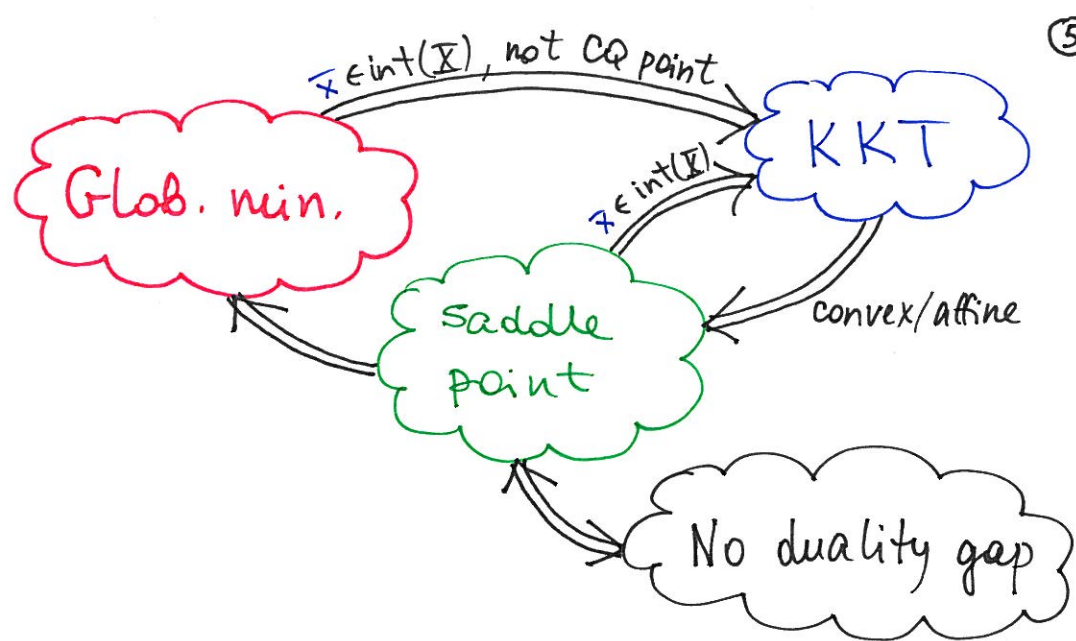 ⑤
x̄ ∈ int(X), not CQ point
KKT
Glob. min.
x̄ ∈ int(X)
saddle
point
convex/affine
No duality gap